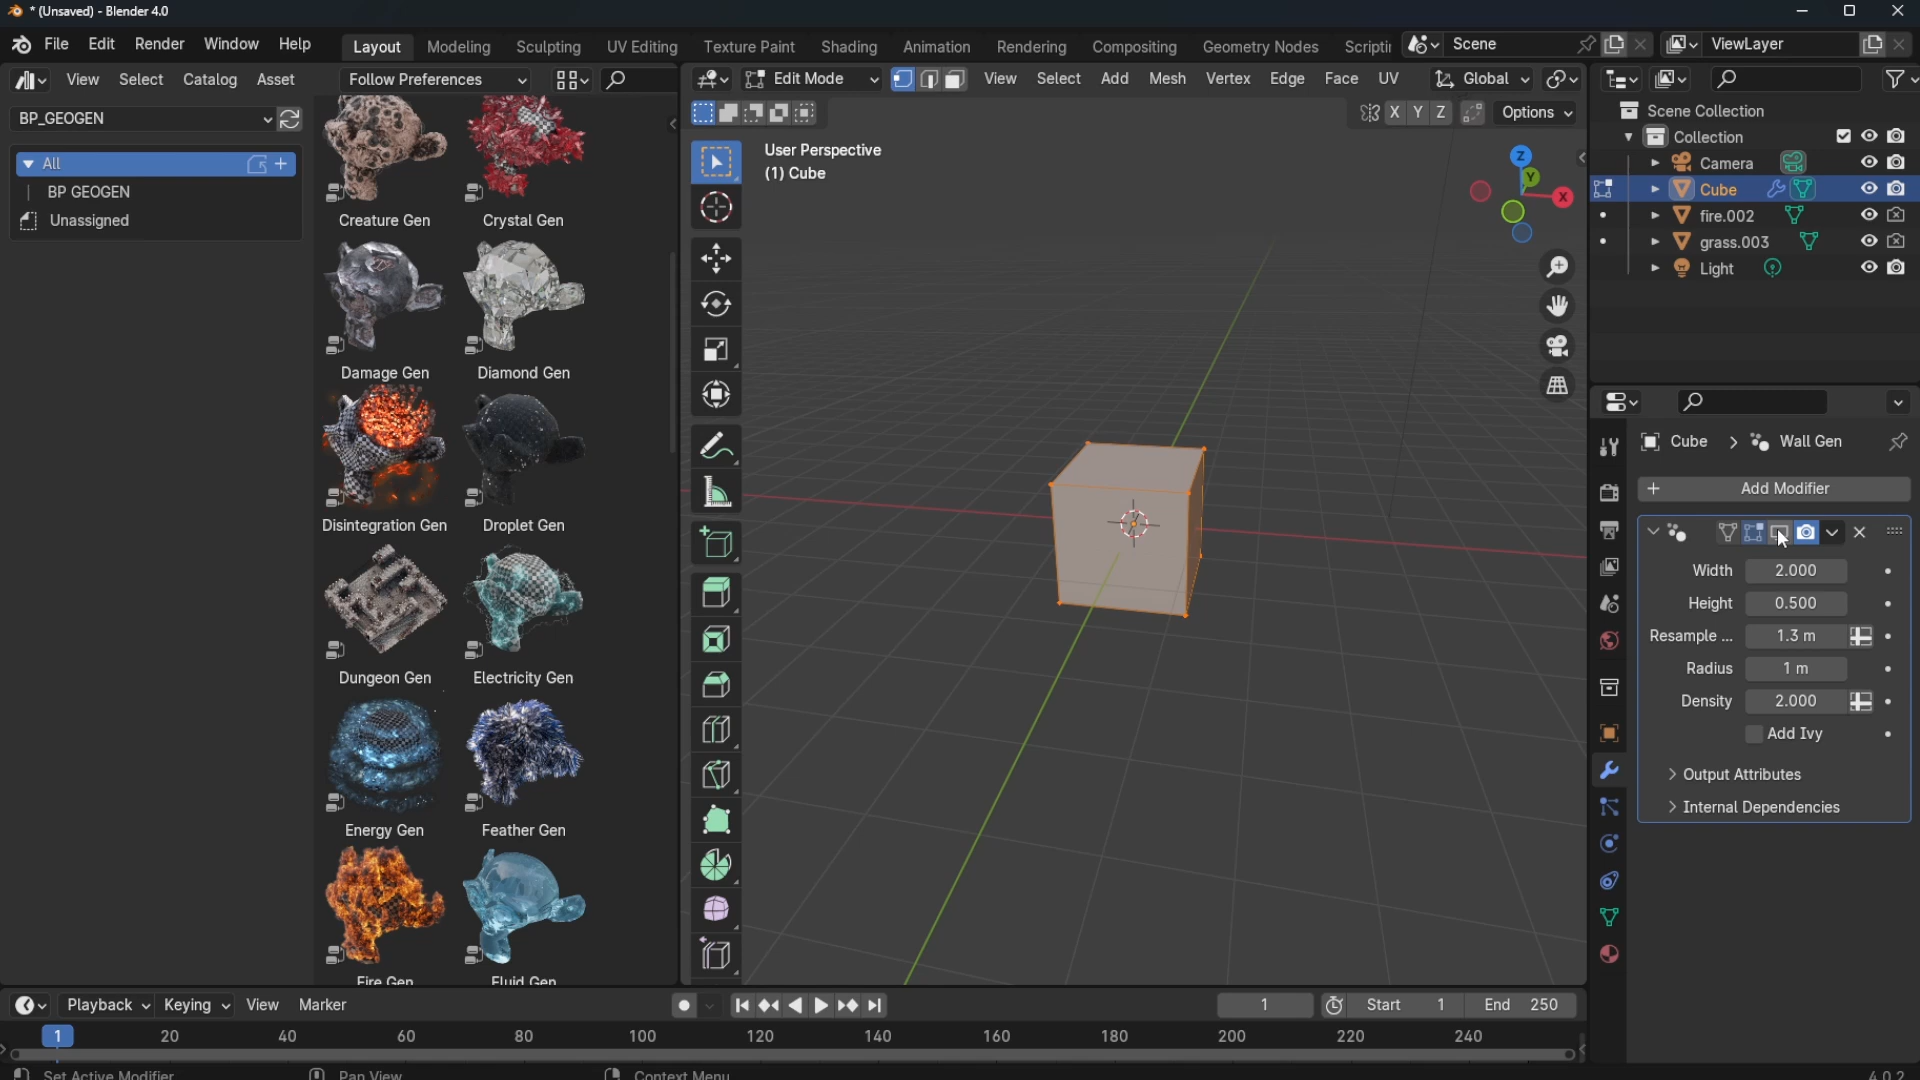 * (Unsaved) - Blender 4.0
File Edit Render Window Help
Layout Modeling Sculpting UV Editing Texture Paint Shading Animation Rendering Compositing Geometry Nodes Scriptin
Scene
ViewLayer
View Select Catalog Asset
Follow Preferences
Edit Mode
View Select Add Mesh Vertex Edge Face UV
Global
BP_GEOGEN
All
BP GEOGEN
Unassigned
X Y Z
Options
User Perspective
(1) Cube
Z
Y
X
Creature Gen
Crystal Gen
Damage Gen
Diamond Gen
Disintegration Gen
Droplet Gen
Dungeon Gen
Electricity Gen
Energy Gen
Feather Gen
Fire Gen
Fluid Gen
Scene Collection
Collection
Camera
Cube
fire.002
grass.003
Light
Cube > Wall Gen
+ Add Modifier
Width 2.000
Height 0.500
Resample ... 1.3 m
Radius 1 m
Density 2.000
Add Ivy
Output Attributes
Internal Dependencies
Playback Keying View Marker
1
Start 1
End 250
1 20 40 60 80 100 120 140 160 180 200 220 240
Set Active Modifier
Pan View
Context Menu
4.0.2